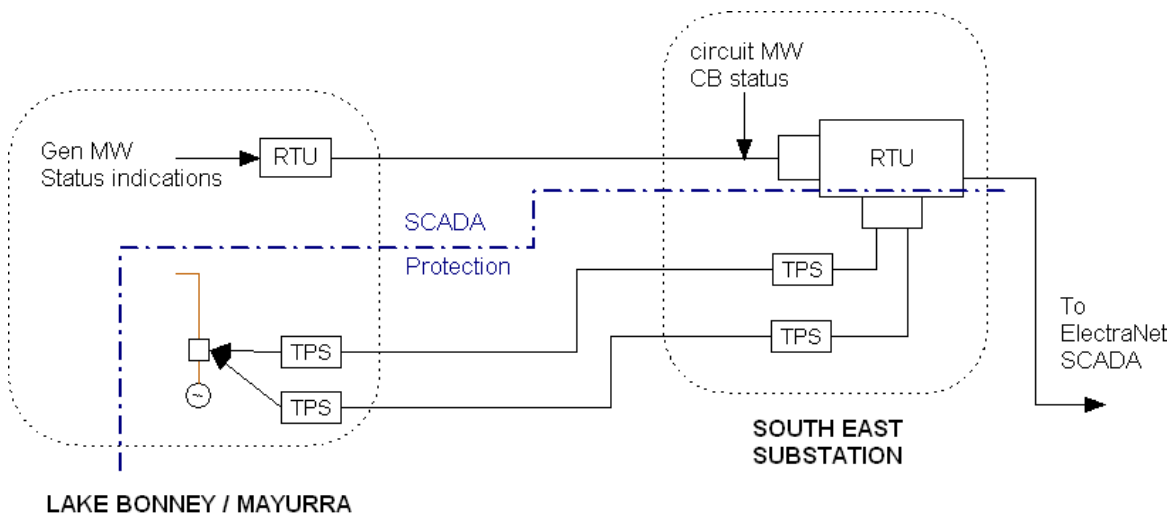 circuit MW
CB status
Gen MW
Status indications
RTU
RTU
SCADA
Protection
TPS
TPS
TPS
TPS
~
To
ElectraNet
SCADA
SOUTH EAST
SUBSTATION
LAKE BONNEY / MAYURRA